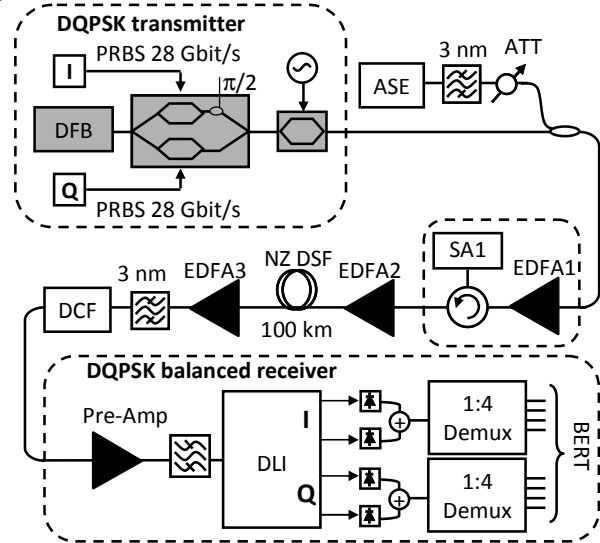 DQPSK transmitter
I
PRBS 28 Gbit/s
π/2
DFB
Q
PRBS 28 Gbit/s
ASE
3 nm
ATT
SA1
EDFA1
EDFA2
NZ DSF
100 km
EDFA3
3 nm
DCF
DQPSK balanced receiver
Pre-Amp
DLI
I
Q
+
+
1:4
Demux
1:4
Demux
BERT